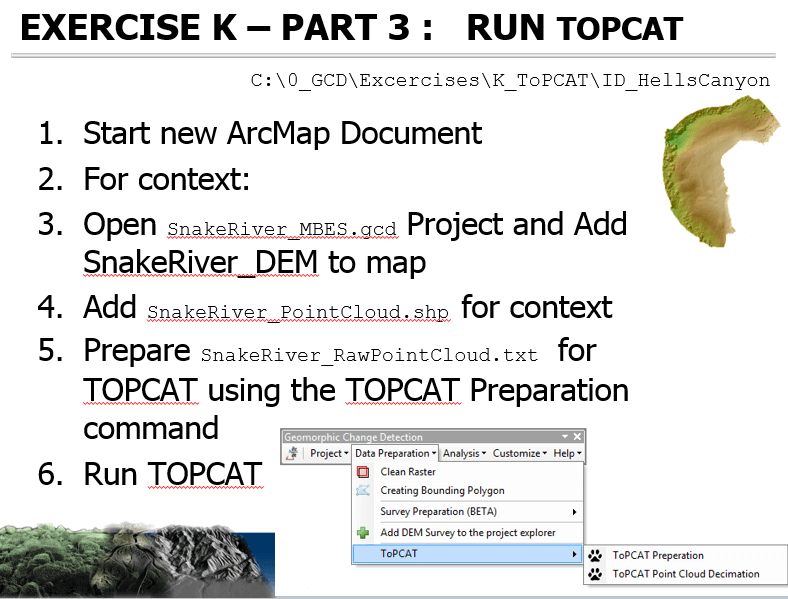 EXERCISE K – PART 3 : RUN TOPCAT
C:\0_GCD\Excercises\K_ToPCAT\ID_HellsCanyon
1. Start new ArcMap Document
2. For context:
3. Open SnakeRiver_MBES.gcd Project and Add
SnakeRiver_DEM to map
4. Add SnakeRiver_PointCloud.shp for context
5. Prepare SnakeRiver_RawPointCloud.txt for
TOPCAT using the TOPCAT Preparation
command
6. Run TOPCAT
Geomorphic Change Detection
Project Data Preparation Analysis Customize Help
Clean Raster
Creating Bounding Polygon
Survey Preparation (BETA)
Add DEM Survey to the project explorer
ToPCAT
ToPCAT Preperation
ToPCAT Point Cloud Decimation